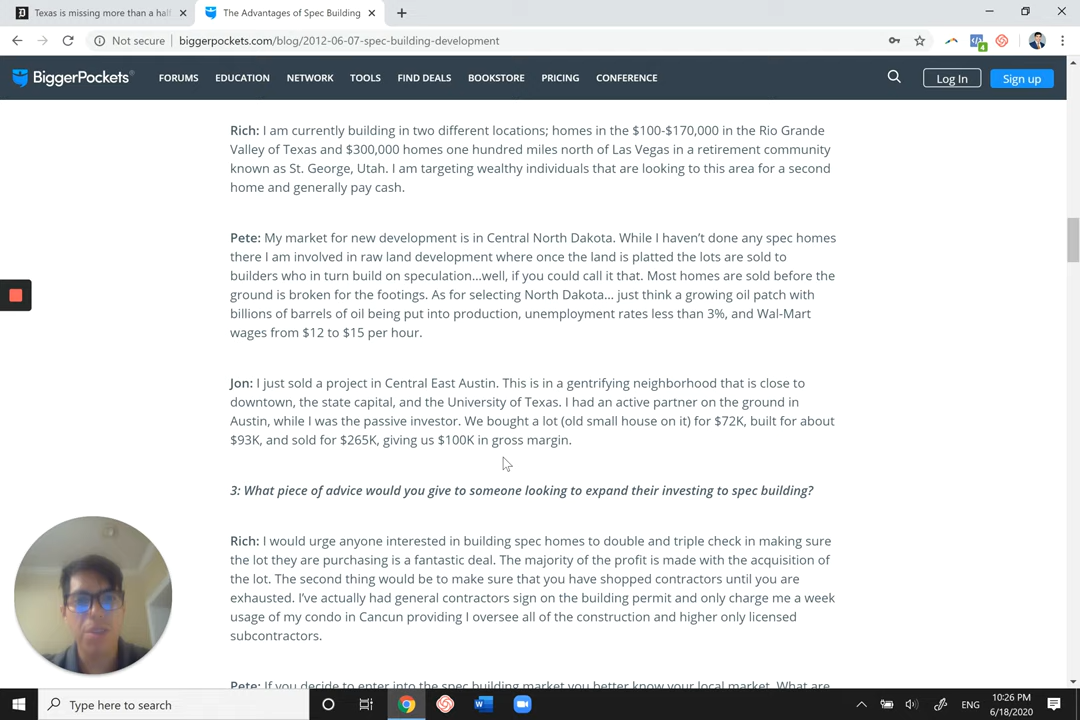 Texas is missing more than a half
The Advantages of Spec Building
Not secure
biggerpockets.com/blog/2012-06-07-spec-building-development
4
BiggerPockets
FORUMS
EDUCATION
NETWORK
TOOLS
FIND DEALS
BOOKSTORE
PRICING
CONFERENCE
Log In
Sign up
Rich: I am currently building in two different locations; homes in the $100-$170,000 in the Rio Grande
Valley of Texas and $300,000 homes one hundred miles north of Las Vegas in a retirement community
known as St. George, Utah. I am targeting wealthy individuals that are looking to this area for a second
home and generally pay cash.
Pete: My market for new development is in Central North Dakota. While I haven’t done any spec homes
there I am involved in raw land development where once the land is platted the lots are sold to
builders who in turn build on speculation…well, if you could call it that. Most homes are sold before the
ground is broken for the footings. As for selecting North Dakota… just think a growing oil patch with
billions of barrels of oil being put into production, unemployment rates less than 3%, and Wal-Mart
wages from $12 to $15 per hour.
Jon: I just sold a project in Central East Austin. This is in a gentrifying neighborhood that is close to
downtown, the state capital, and the University of Texas. I had an active partner on the ground in
Austin, while I was the passive investor. We bought a lot (old small house on it) for $72K, built for about
$93K, and sold for $265K, giving us $100K in gross margin.
3: What piece of advice would you give to someone looking to expand their investing to spec building?
Rich: I would urge anyone interested in building spec homes to double and triple check in making sure
the lot they are purchasing is a fantastic deal. The majority of the profit is made with the acquisition of
the lot. The second thing would be to make sure that you have shopped contractors until you are
exhausted. I’ve actually had general contractors sign on the building permit and only charge me a week
usage of my condo in Cancun providing I oversee all of the construction and higher only licensed
subcontractors.
Pete: If you decide to enter into the spec building market you better know your local market. What are
Type here to search
ENG
10:26 PM
6/18/2020